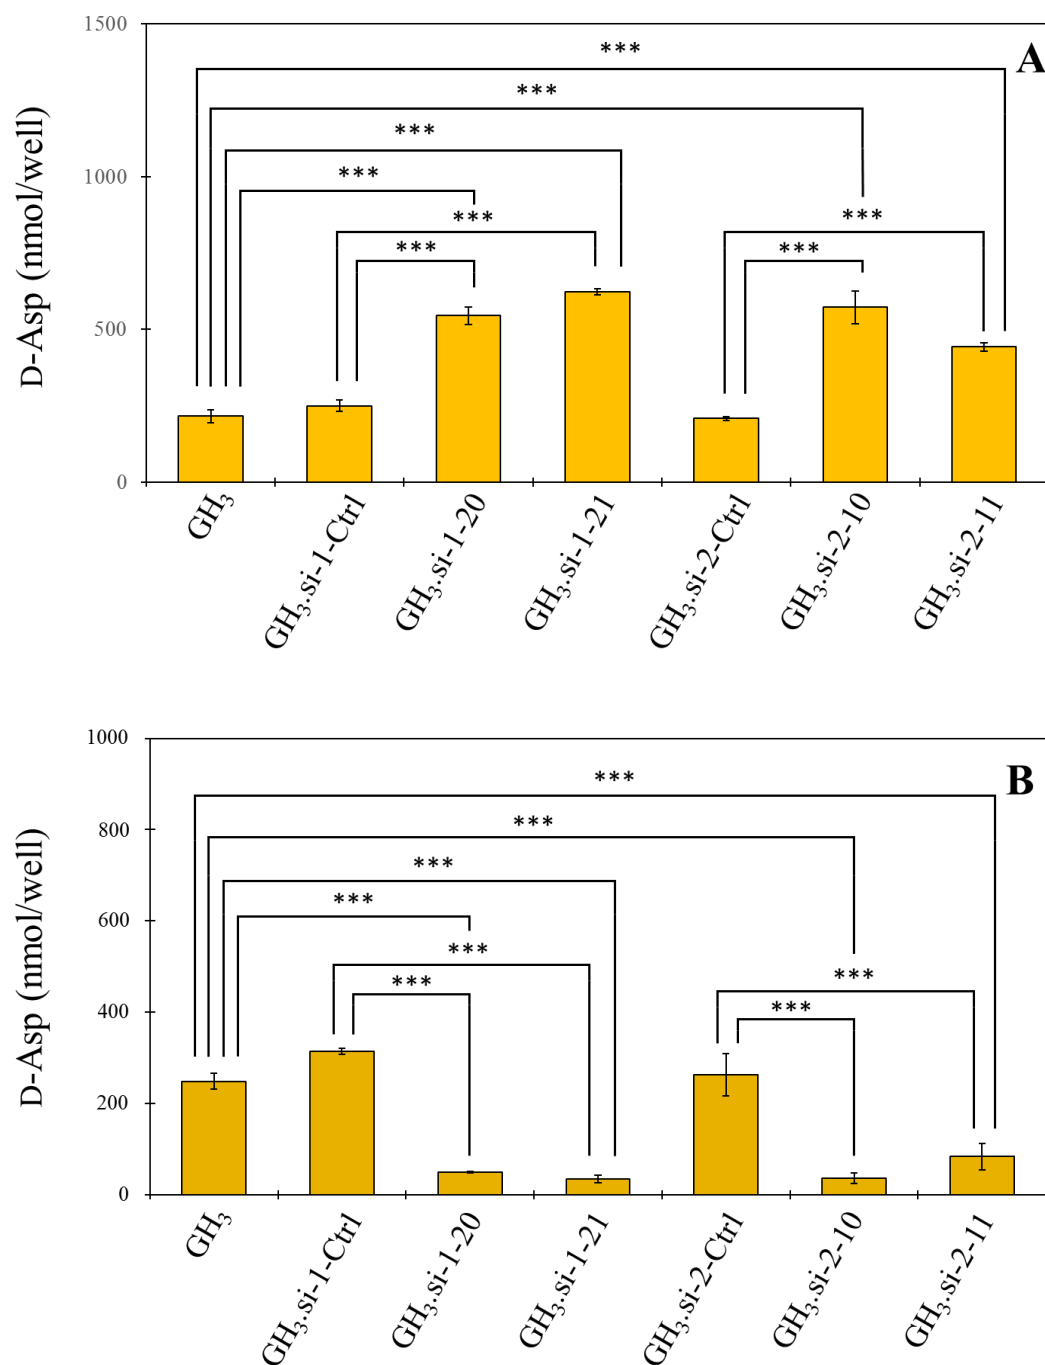 A
D-Asp (nmol/well)
1500
1000
500
0
***
***
***
***
***
***
***
***
GH₃
GH₃.si-1-Ctrl
GH₃.si-1-20
GH₃.si-1-21
GH₃.si-2-Ctrl
GH₃.si-2-10
GH₃.si-2-11
B
D-Asp (nmol/well)
1000
800
600
400
200
0
***
***
***
***
***
***
***
***
GH₃
GH₃.si-1-Ctrl
GH₃.si-1-20
GH₃.si-1-21
GH₃.si-2-Ctrl
GH₃.si-2-10
GH₃.si-2-11